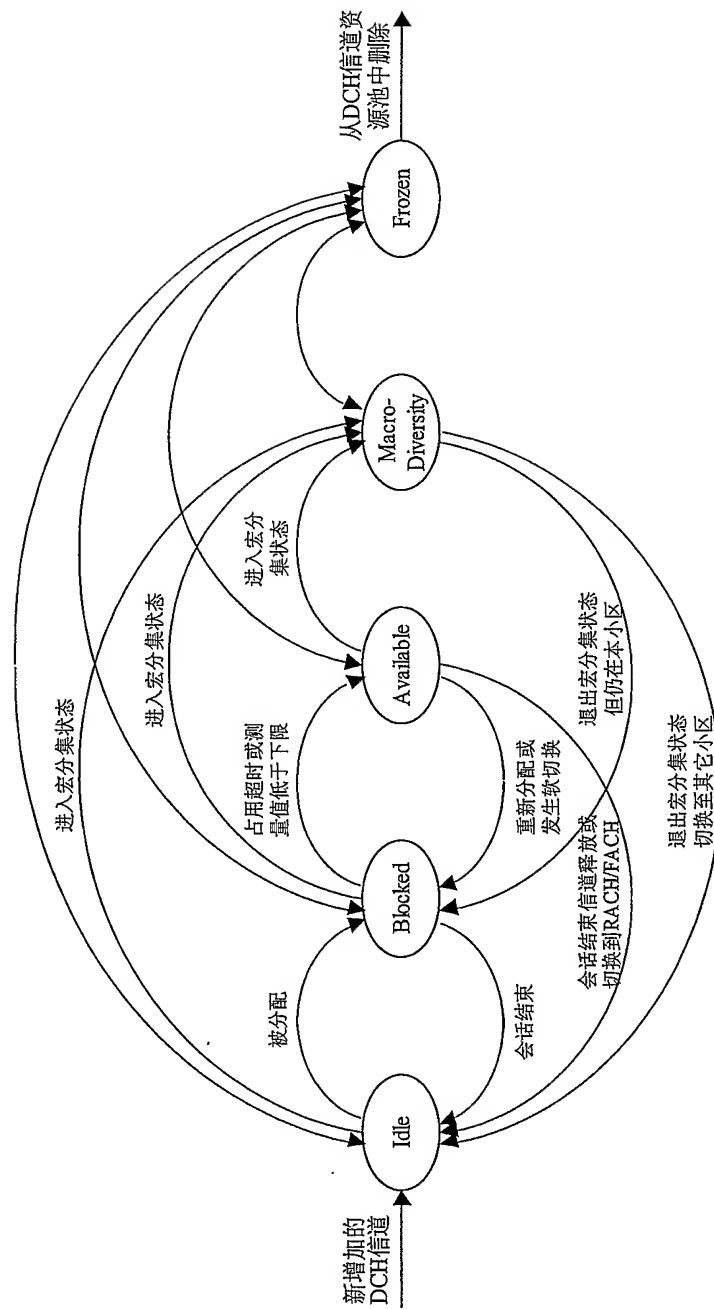 新增加的
DCH信道
Idle
被分配
会话结束
Blocked
进入宏分集状态
进入宏分集状态
占用超时或测
量值低于下限
重新分配或
发生软切换
会话结束信道释放或
切换到RACH/FACH
Available
进入宏分
集状态
退出宏分集状态
但仍在本小区
退出宏分集状态
切换至其它小区
Macro-
Diversity
Frozen
从DCH信道资
源池中删除